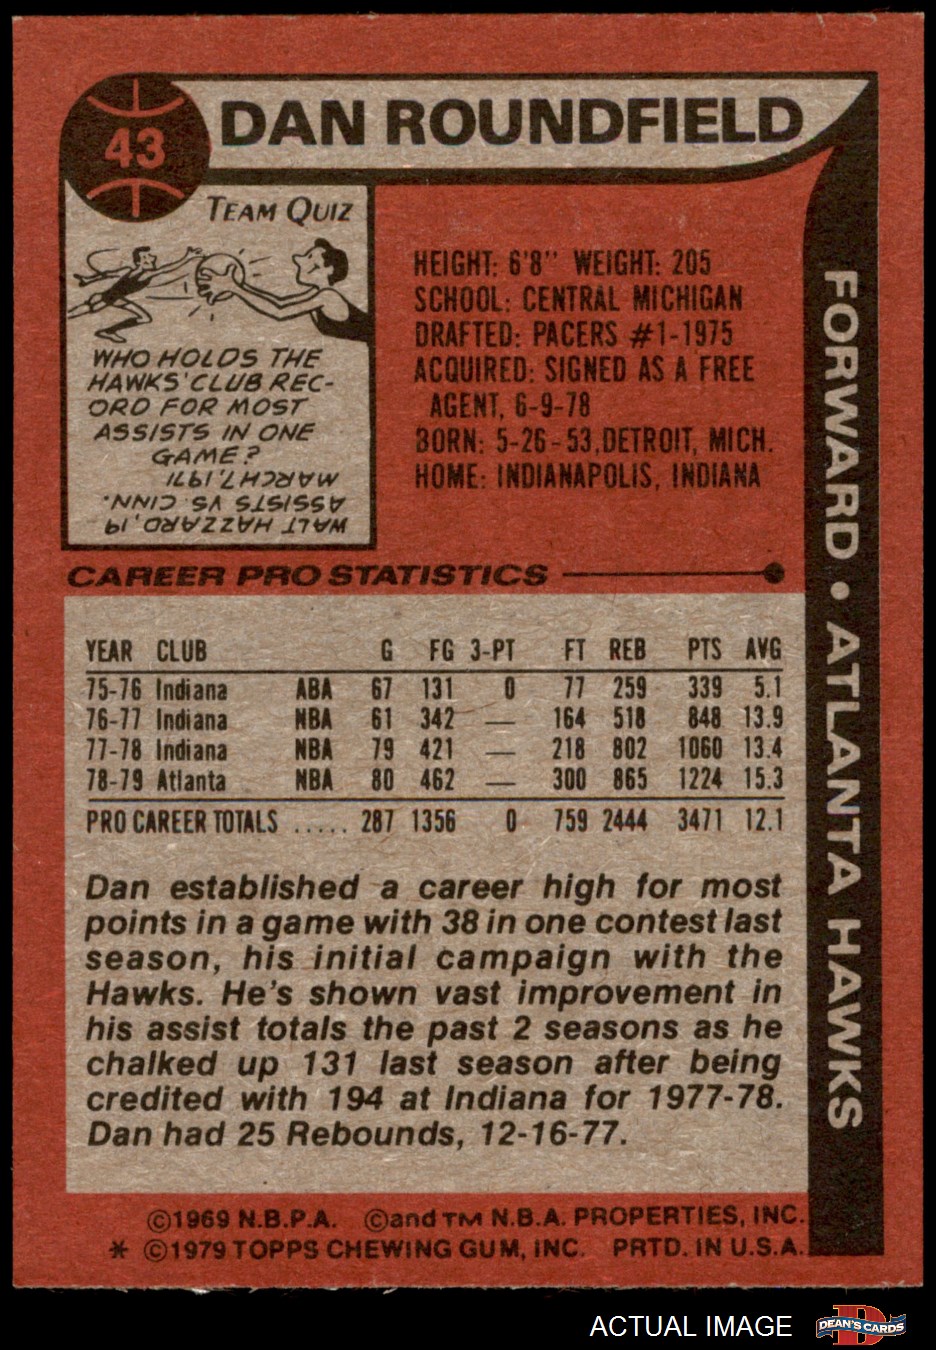 43
DAN ROUNDFIELD
TEAM QUIZ
WHO HOLDS THE
HAWKS' CLUB REC-
ORD FOR MOST
ASSISTS IN ONE
GAME?
WALT HAZZARD, 19
ASSISTS VS. CINN.
MARCH 7, 1971
HEIGHT: 6'8" WEIGHT: 205
SCHOOL: CENTRAL MICHIGAN
DRAFTED: PACERS #1-1975
ACQUIRED: SIGNED AS A FREE
AGENT, 6-9-78
BORN: 5-26-53, DETROIT, MICH.
HOME: INDIANAPOLIS, INDIANA
FORWARD • ATLANTA HAWKS
CAREER PRO STATISTICS
YEAR CLUB G FG 3-PT FT REB PTS AVG
75-76 Indiana ABA 67 131 0 77 259 339 5.1
76-77 Indiana NBA 61 342 — 164 518 848 13.9
77-78 Indiana NBA 79 421 — 218 802 1060 13.4
78-79 Atlanta NBA 80 462 — 300 865 1224 15.3
PRO CAREER TOTALS ..... 287 1356 0 759 2444 3471 12.1
Dan established a career high for most
points in a game with 38 in one contest last
season, his initial campaign with the
Hawks. He's shown vast improvement in
his assist totals the past 2 seasons as he
chalked up 131 last season after being
credited with 194 at Indiana for 1977-78.
Dan had 25 Rebounds, 12-16-77.
©1969 N.B.P.A. ©and TM N.B.A. PROPERTIES, INC.
* ©1979 TOPPS CHEWING GUM, INC. PRTD. IN U.S.A.
ACTUAL IMAGE
D
DEAN'S CARDS